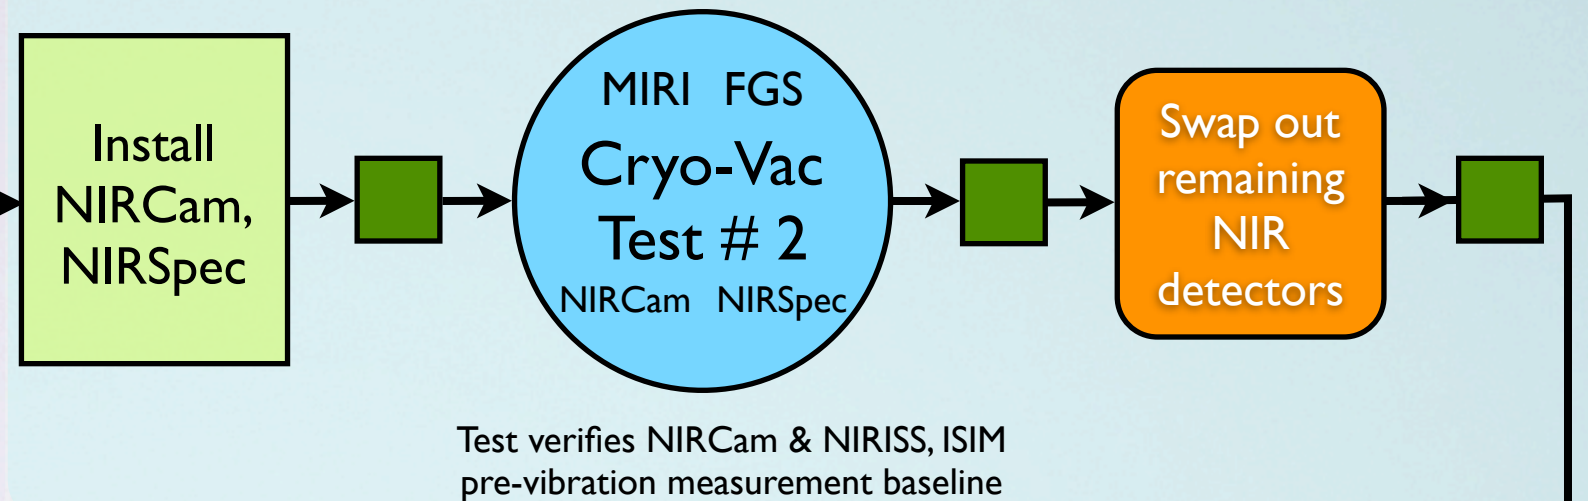 Install
NIRCam,
NIRSpec
MIRI FGS
Cryo-Vac
Test # 2
NIRCam NIRSpec
Test verifies NIRCam & NIRISS, ISIM
pre-vibration measurement baseline
Swap out
remaining
NIR
detectors